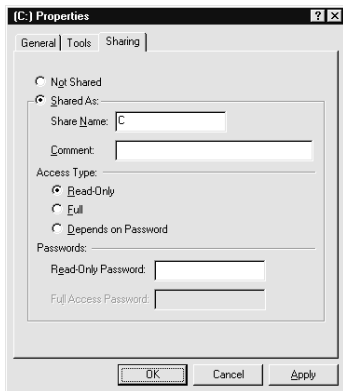 (C:) Properties
General Tools Sharing
Not Shared
Shared As:
Share Name: C
Comment:
Access Type:
Read-Only
Full
Depends on Password
Passwords:
Read-Only Password:
Full Access Password:
OK Cancel Apply